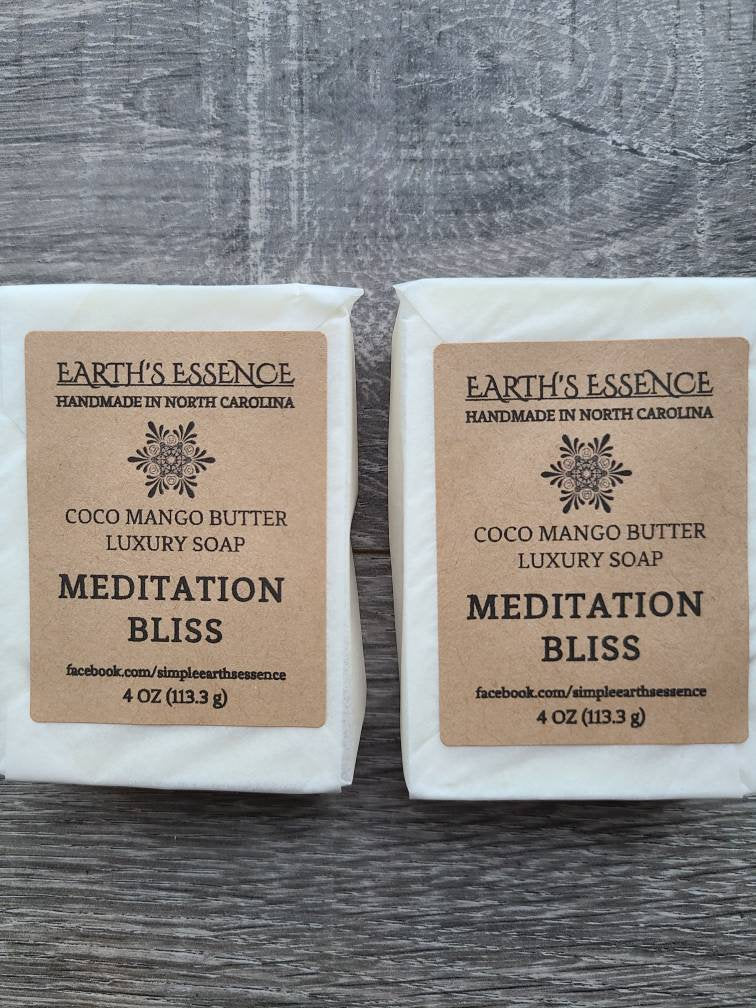 EARTH'S ESSENCE
HANDMADE IN NORTH CAROLINA
COCO MANGO BUTTER
LUXURY SOAP
MEDITATION
BLISS
facebook.com/simpleearthsessence
4 OZ (113.3 g)
EARTH'S ESSENCE
HANDMADE IN NORTH CAROLINA
COCO MANGO BUTTER
LUXURY SOAP
MEDITATION
BLISS
facebook.com/simpleearthsessence
4 OZ (113.3 g)